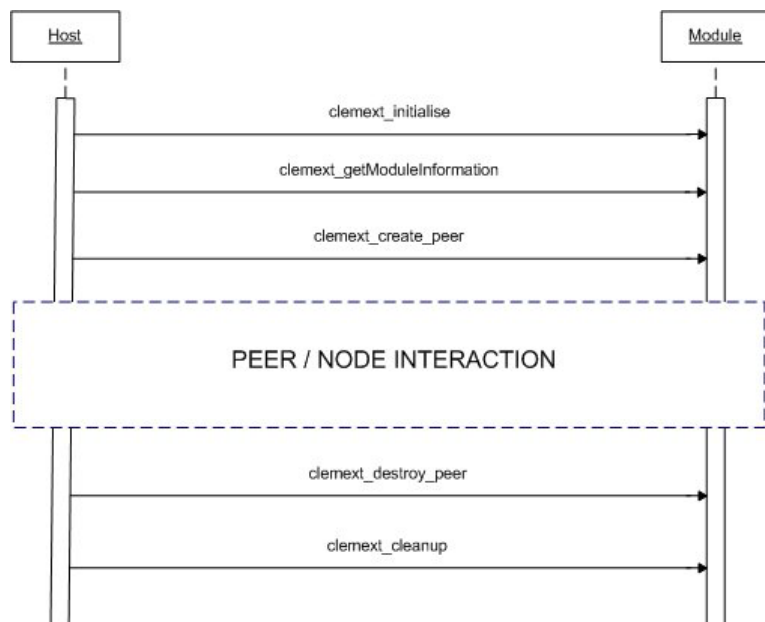 Host
Module
clemext_initialise
clemext_getModuleInformation
clemext_create_peer
PEER / NODE INTERACTION
clemext_destroy_peer
clemext_cleanup